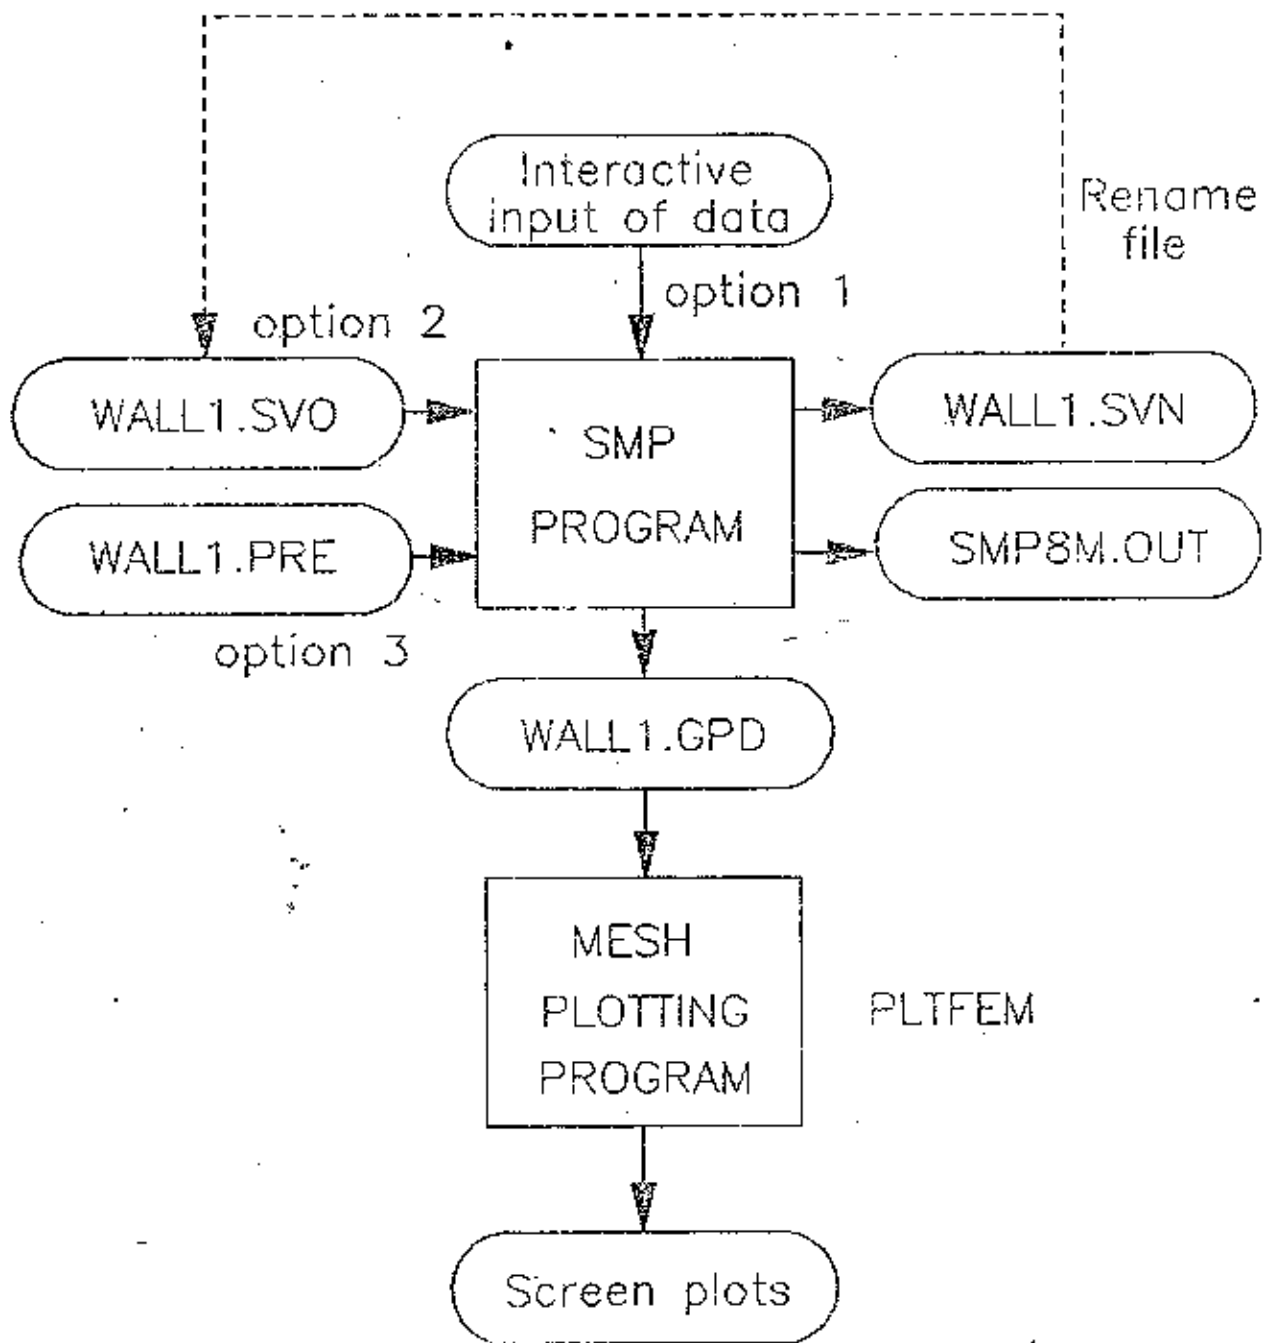 Interactive
input of data
Rename
file
option 1
option 2
WALL1.SVO
SMP
PROGRAM
WALL1.SVN
WALL1.PRE
SMP8M.OUT
option 3
WALL1.GPD
MESH
PLOTTING
PROGRAM
PLTFEM
Screen plots